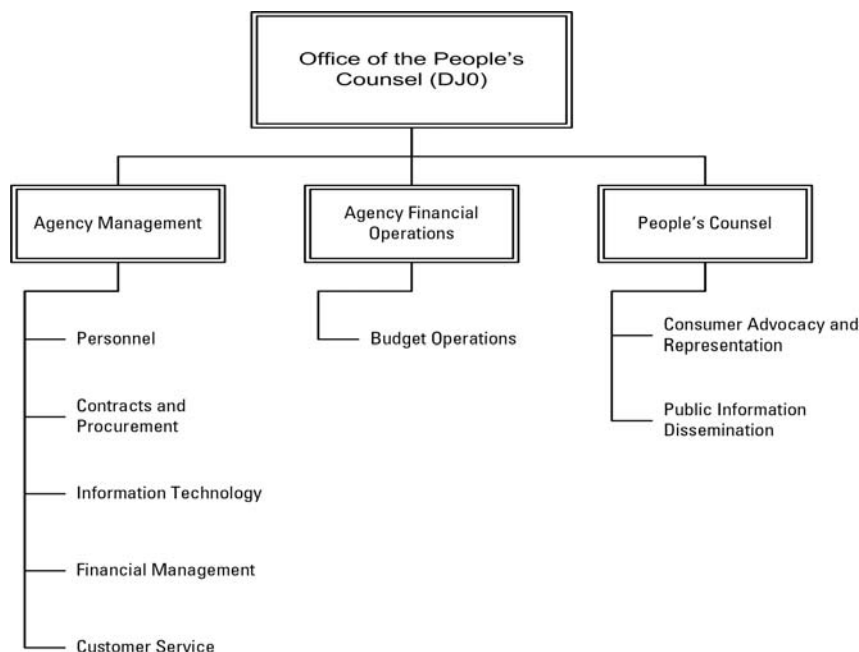 Office of the People's
Counsel (DJ0)
Agency Management
Agency Financial
Operations
People's Counsel
Personnel
Contracts and
Procurement
Information Technology
Financial Management
Customer Service
Budget Operations
Consumer Advocacy and
Representation
Public Information
Dissemination